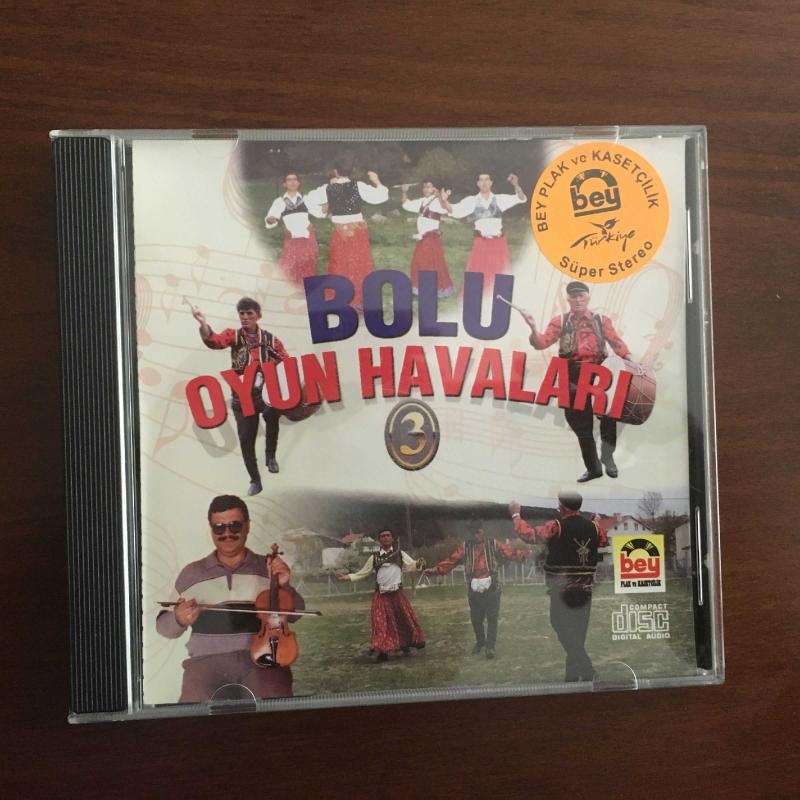 BEY PLAK ve KASETÇİLİK
bey
Türkiye
Süper Stereo
BOLU
OYUN HAVALARI
3
bey
PLAK ve KASETÇİLİK
COMPACT
disc
DIGITAL AUDIO